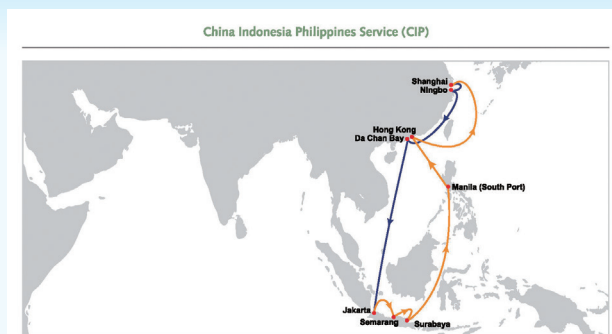 China Indonesia Philippines Service (CIP)
Shanghai
Ningbo
Hong Kong
Da Chan Bay
Manila (South Port)
Jakarta
Semarang
Surabaya